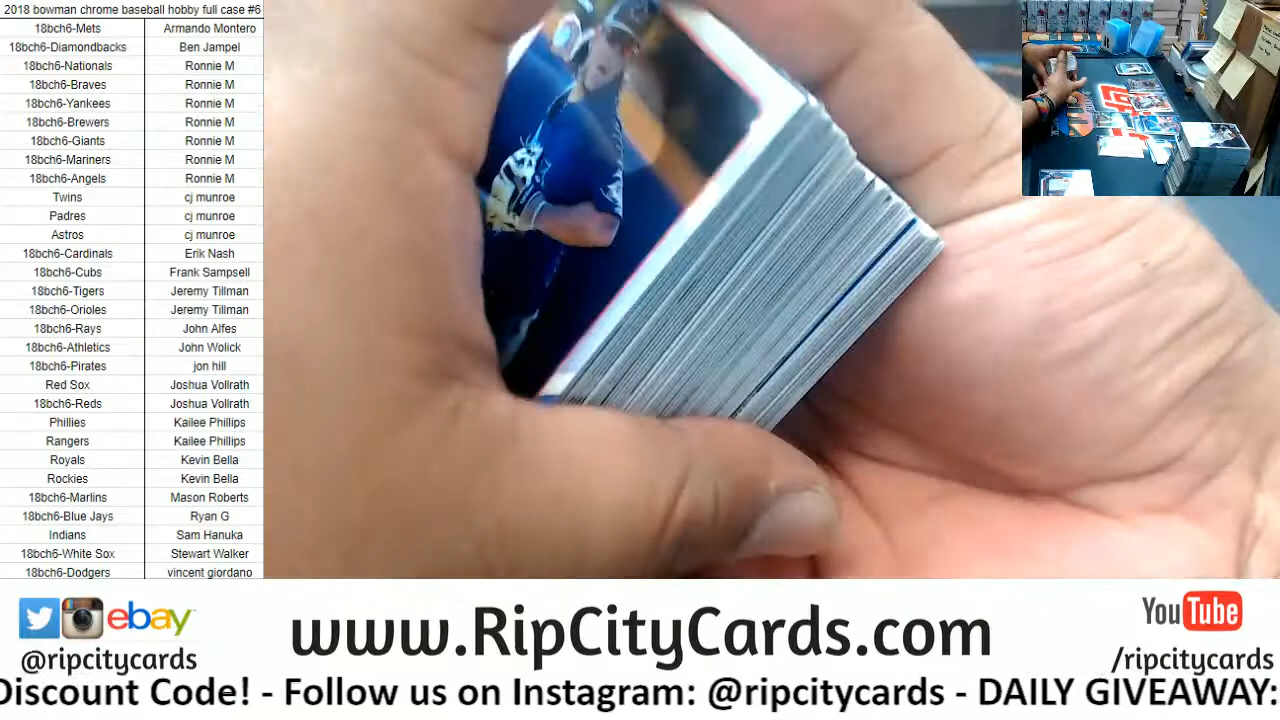 2018 bowman chrome baseball hobby full case #6
18bch6-Mets Armando Montero
18bch6-Diamondbacks Ben Jampel
18bch6-Nationals Ronnie M
18bch6-Braves Ronnie M
18bch6-Yankees Ronnie M
18bch6-Brewers Ronnie M
18bch6-Giants Ronnie M
18bch6-Mariners Ronnie M
18bch6-Angels Ronnie M
Twins cj munroe
Padres cj munroe
Astros cj munroe
18bch6-Cardinals Erik Nash
18bch6-Cubs Frank Sampsell
18bch6-Tigers Jeremy Tillman
18bch6-Orioles Jeremy Tillman
18bch6-Rays John Alfes
18bch6-Athletics John Wolick
18bch6-Pirates jon hill
Red Sox Joshua Vollrath
18bch6-Reds Joshua Vollrath
Phillies Kailee Phillips
Rangers Kailee Phillips
Royals Kevin Bella
Rockies Kevin Bella
18bch6-Marlins Mason Roberts
18bch6-Blue Jays Ryan G
Indians Sam Hanuka
18bch6-White Sox Stewart Walker
18bch6-Dodgers vincent giordano
ebay
@ripcitycards
www.RipCityCards.com
YouTube
/ripcitycards
Discount Code! - Follow us on Instagram: @ripcitycards - DAILY GIVEAWAY: